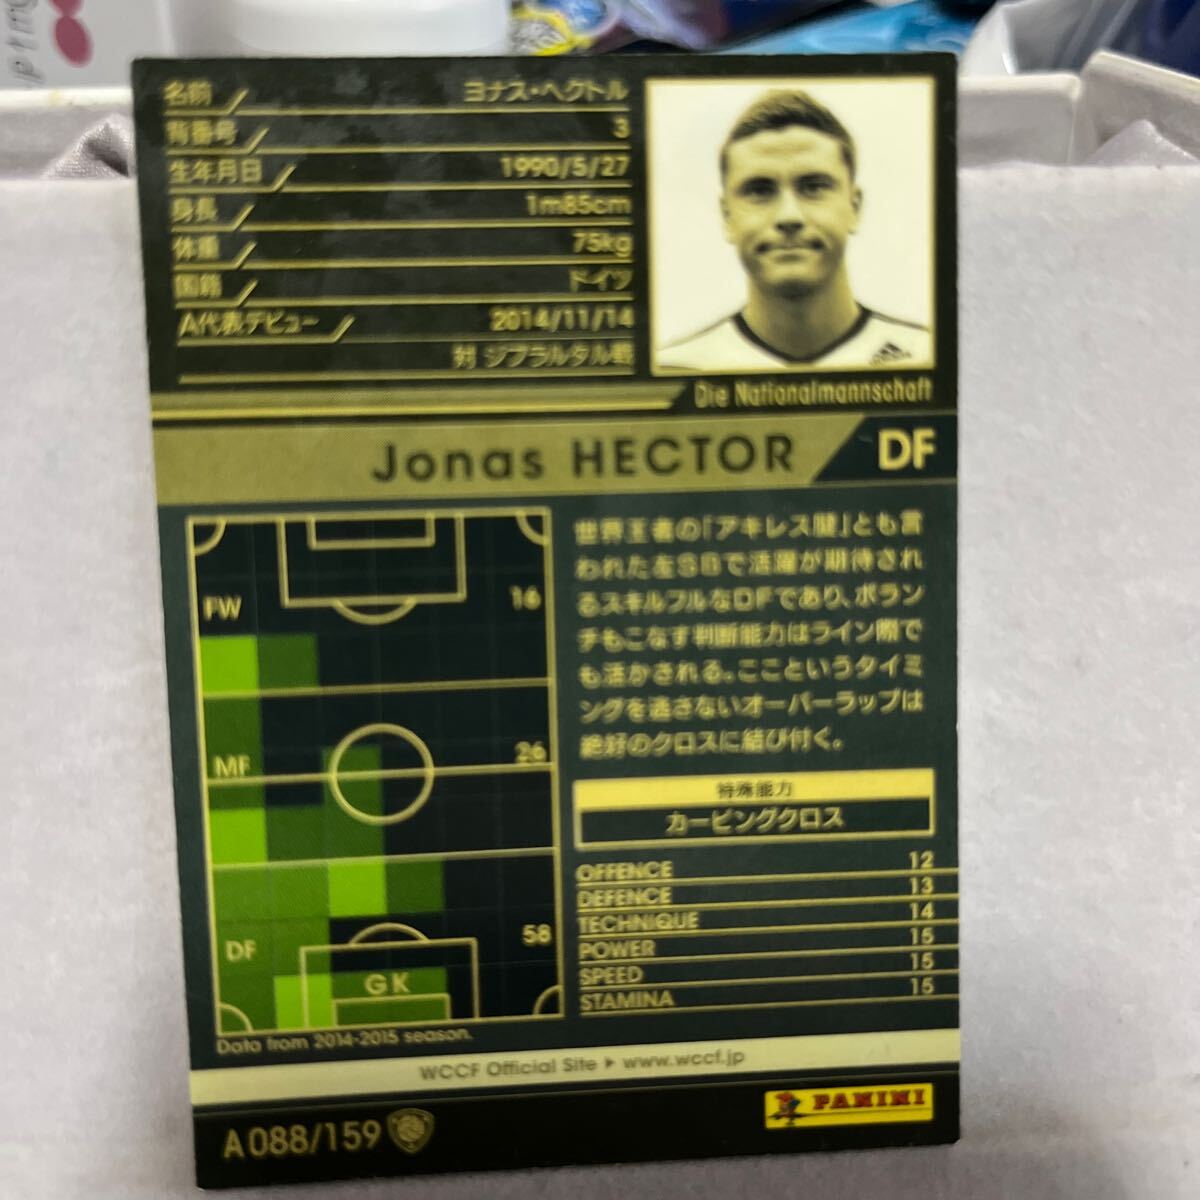 名前 ヨナス・ヘクトル
背番号 3
生年月日 1990/5/27
身長 1m85cm
体重 75kg
国籍 ドイツ
A代表デビュー 2014/11/14
対 ジブラルタル戦
Die Nationalmannschaft
Jonas HECTOR DF
FW 16
MF 26
DF 58
GK
Data from 2014-2015 season.
世界王者の「アキレス腱」とも言
われた左SBで活躍が期待され
るスキルフルなDFであり、ボラン
チもこなす判断能力はライン際で
も活かされる。ここというタイミ
ングを逃さないオーバーラップは
絶好のクロスに結び付く。
特殊能力
カービングクロス
OFFENCE 12
DEFENCE 13
TECHNIQUE 14
POWER 15
SPEED 15
STAMINA 15
WCCF Official Site ▶ www.wccf.jp
A088/159
PANINI